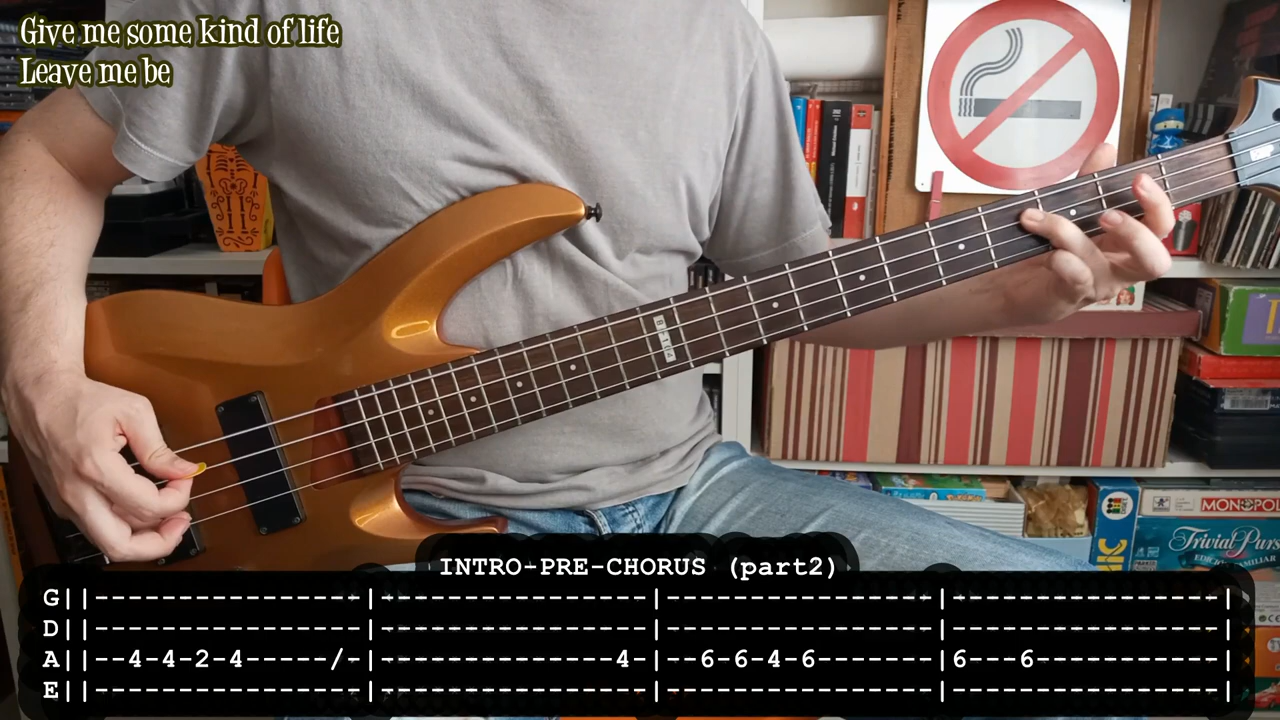 Give me some kind of life
Leave me be
MONOPO
Trivial Purs
INTRO-PRE-CHORUS (part2)
G||----------------|----------------|----------------|----------------|
D||----------------|----------------|----------------|----------------|
A||--4-4-2-4-----/-|--------------4-|--6-6-4-6-------|6---6-----------|
E||----------------|----------------|----------------|----------------|